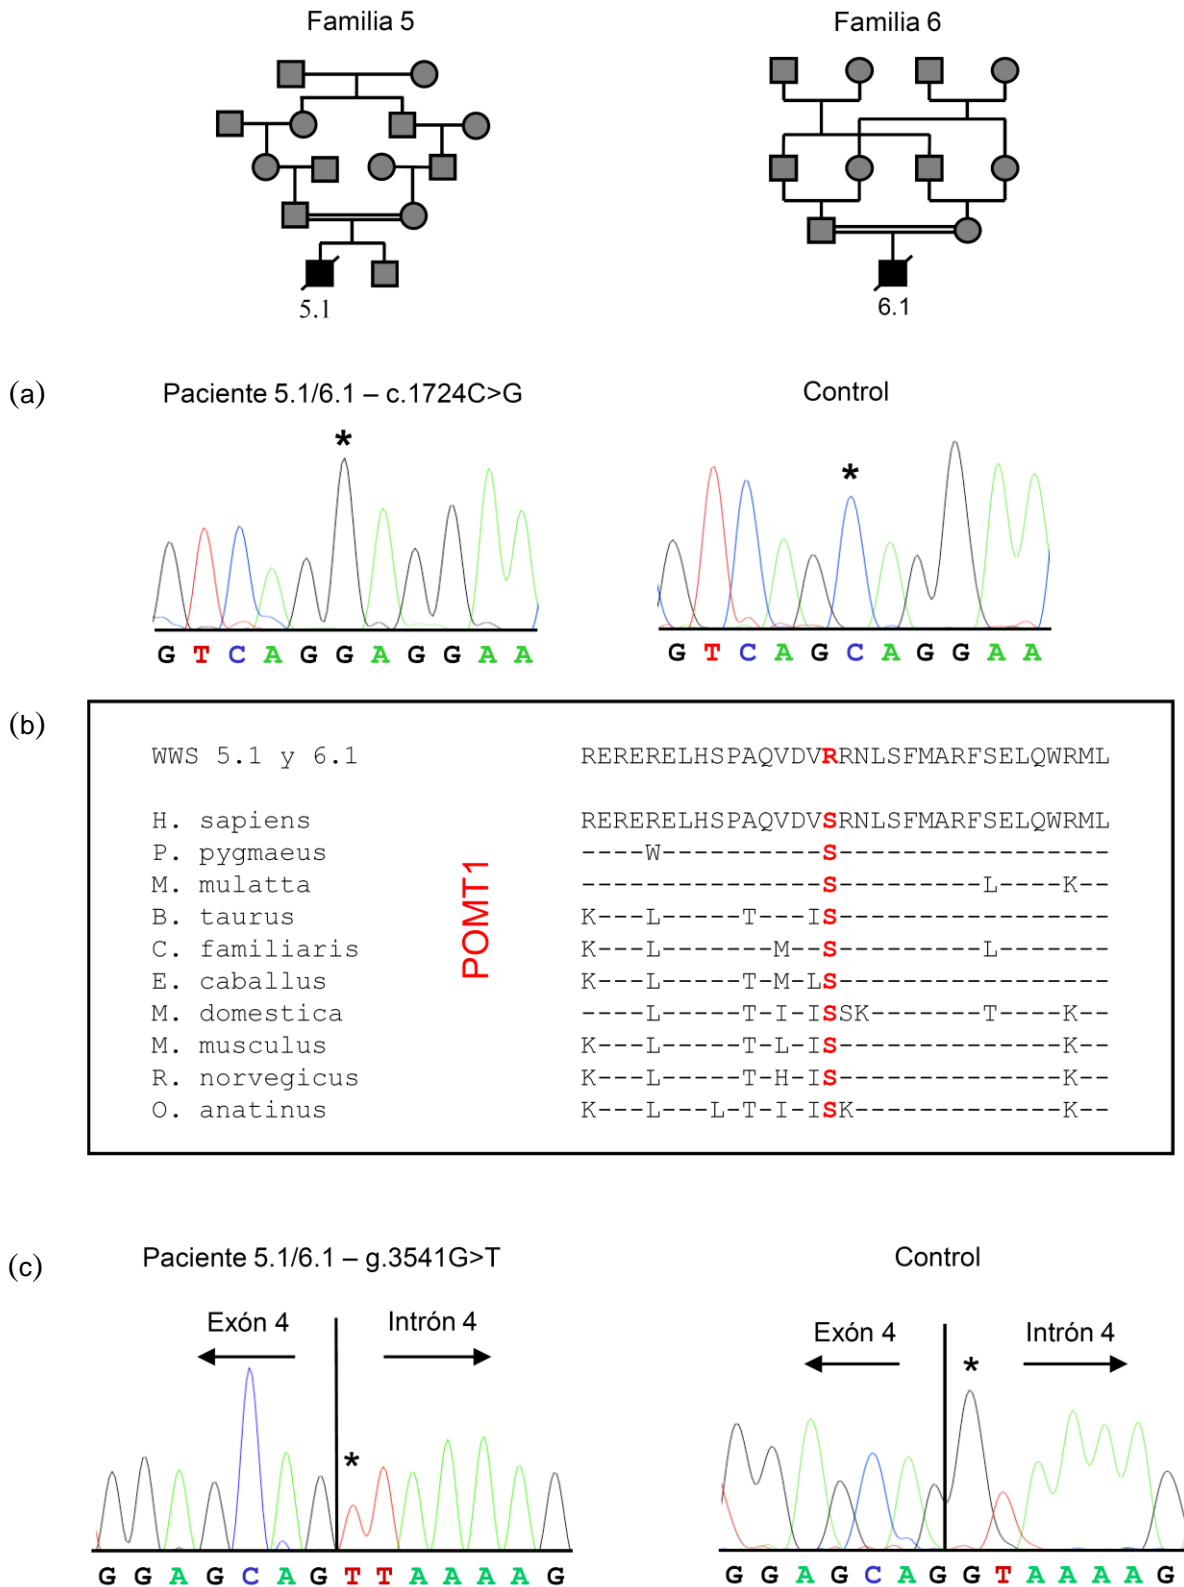 Familia 5
Familia 6
5.1
6.1
(a)
Paciente 5.1/6.1 – c.1724C>G
Control
*
*
G T C A G G A G G A A
G T C A G C A G G A A
(b)
WWS 5.1 y 6.1 RERERELHSPAQVDVRRNLSFMARFSELQWRML
H. sapiens RERERELHSPAQVDVSRNLSFMARFSELQWRML
P. pygmaeus ----W----------S-----------------
M. mulatta ---------------S---------L----K--
B. taurus K---L-----T---IS-----------------
C. familiaris K---L-------M--S---------L-------
E. caballus K---L-----T-M-LS-----------------
M. domestica ----L-----T-I-ISSK-------T----K--
M. musculus K---L-----T-L-IS--------------K--
R. norvegicus K---L-----T-H-IS--------------K--
O. anatinus K---L---L-T-I-ISK-------------K--
POMT1
(c)
Paciente 5.1/6.1 – g.3541G>T
Control
Exón 4
Intrón 4
Exón 4
Intrón 4
*
*
G G A G C A G T T A A A A G
G G A G C A G G T A A A A G